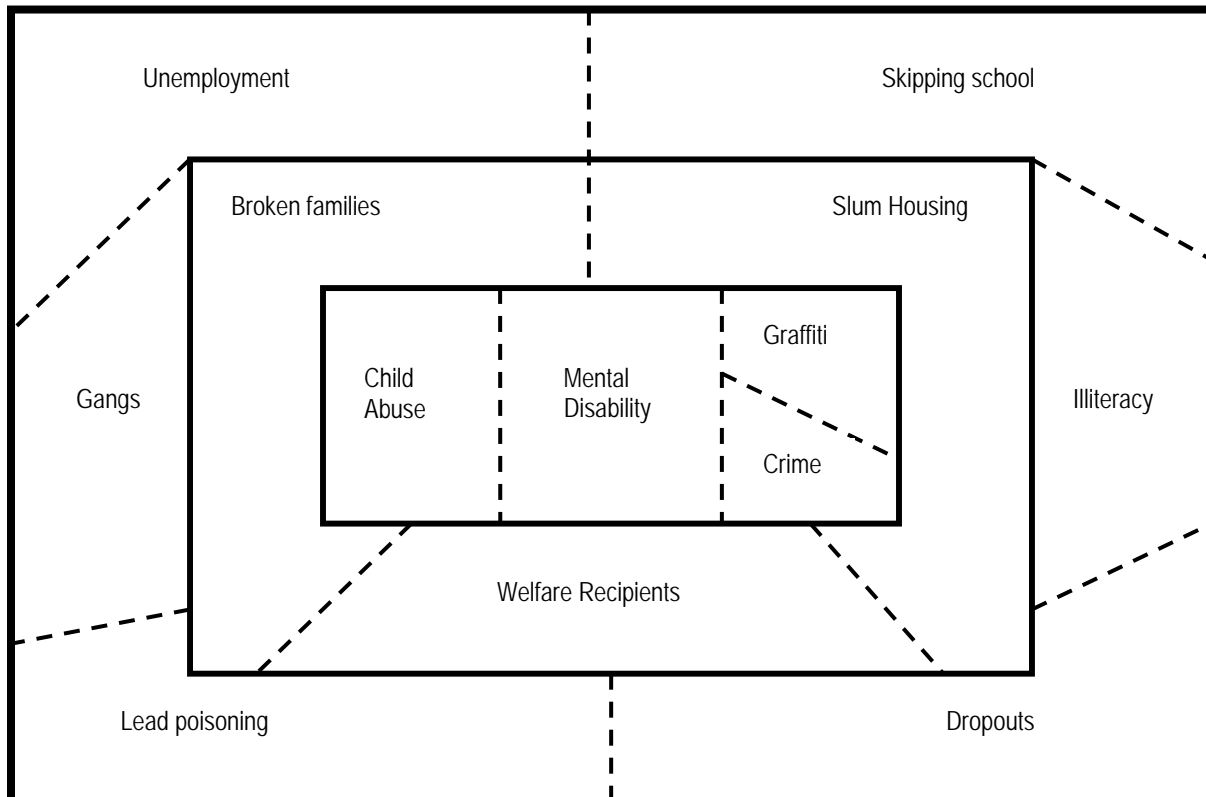 Unemployment
Skipping school
Broken families
Slum Housing
Graffiti
Child
Abuse
Mental
Disability
Gangs
Illiteracy
Crime
Welfare Recipients
Lead poisoning
Dropouts